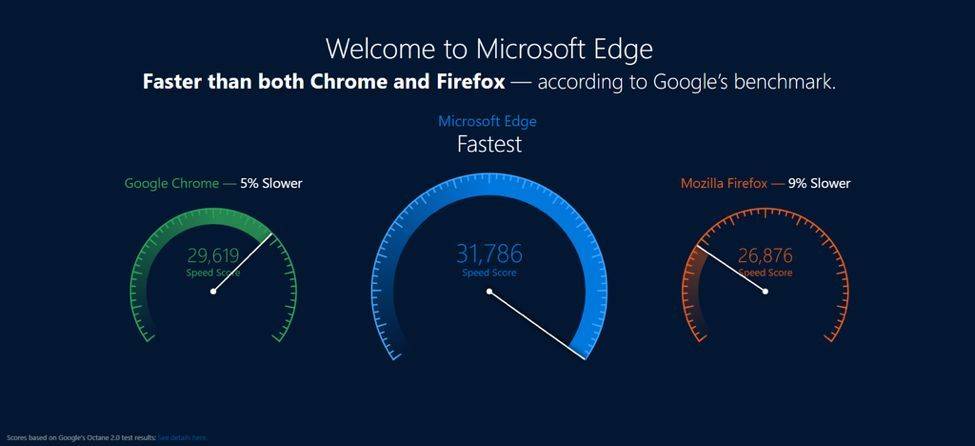 Welcome to Microsoft Edge
Faster than both Chrome and Firefox — according to Google's benchmark.
Microsoft Edge
Fastest
Google Chrome — 5% Slower
Mozilla Firefox — 9% Slower
29,619
Speed Score
31,786
Speed Score
26,876
Speed Score
Scores based on Google's Octane 2.0 test results: See details here.